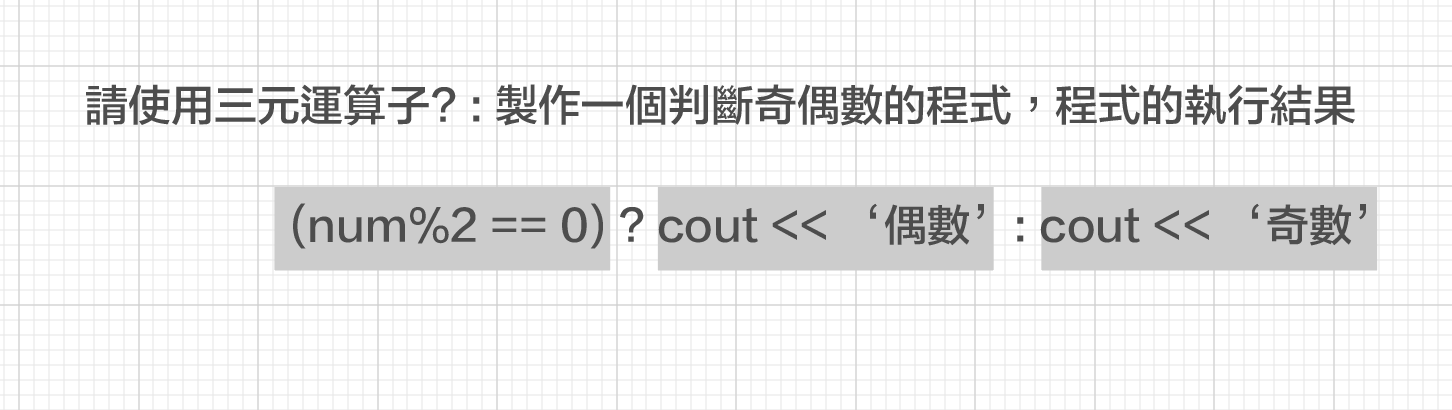 請使用三元運算子? : 製作一個判斷奇偶數的程式，程式的執行結果
(num%2 == 0) ? cout << ‘偶數’ : cout << ‘奇數’